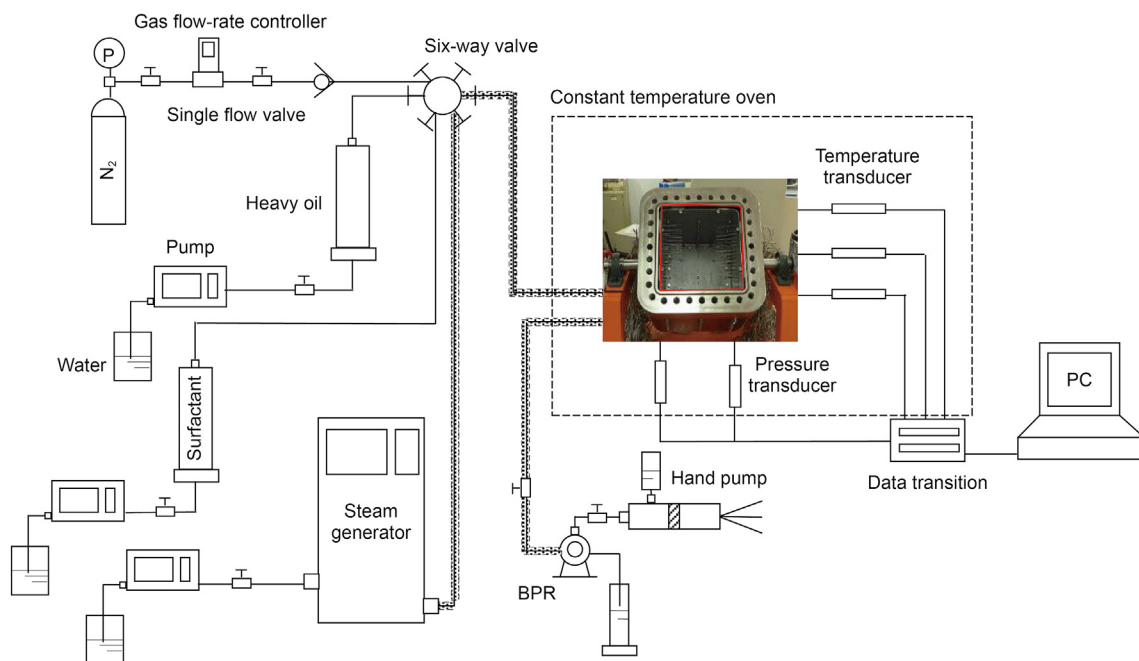 Gas flow-rate controller
P
Six-way valve
Single flow valve
N₂
Constant temperature oven
Temperature
transducer
Heavy oil
Pump
Water
Surfactant
Pressure
transducer
PC
Steam
generator
Hand pump
Data transition
BPR